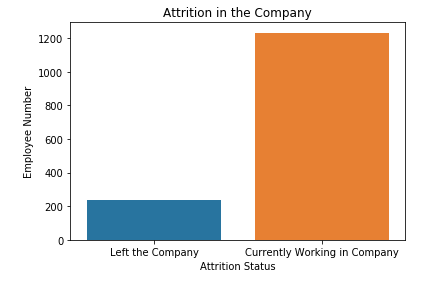 Attrition in the Company
Employee Number
1200
1000
800
600
400
200
0
Left the Company
Currently Working in Company
Attrition Status